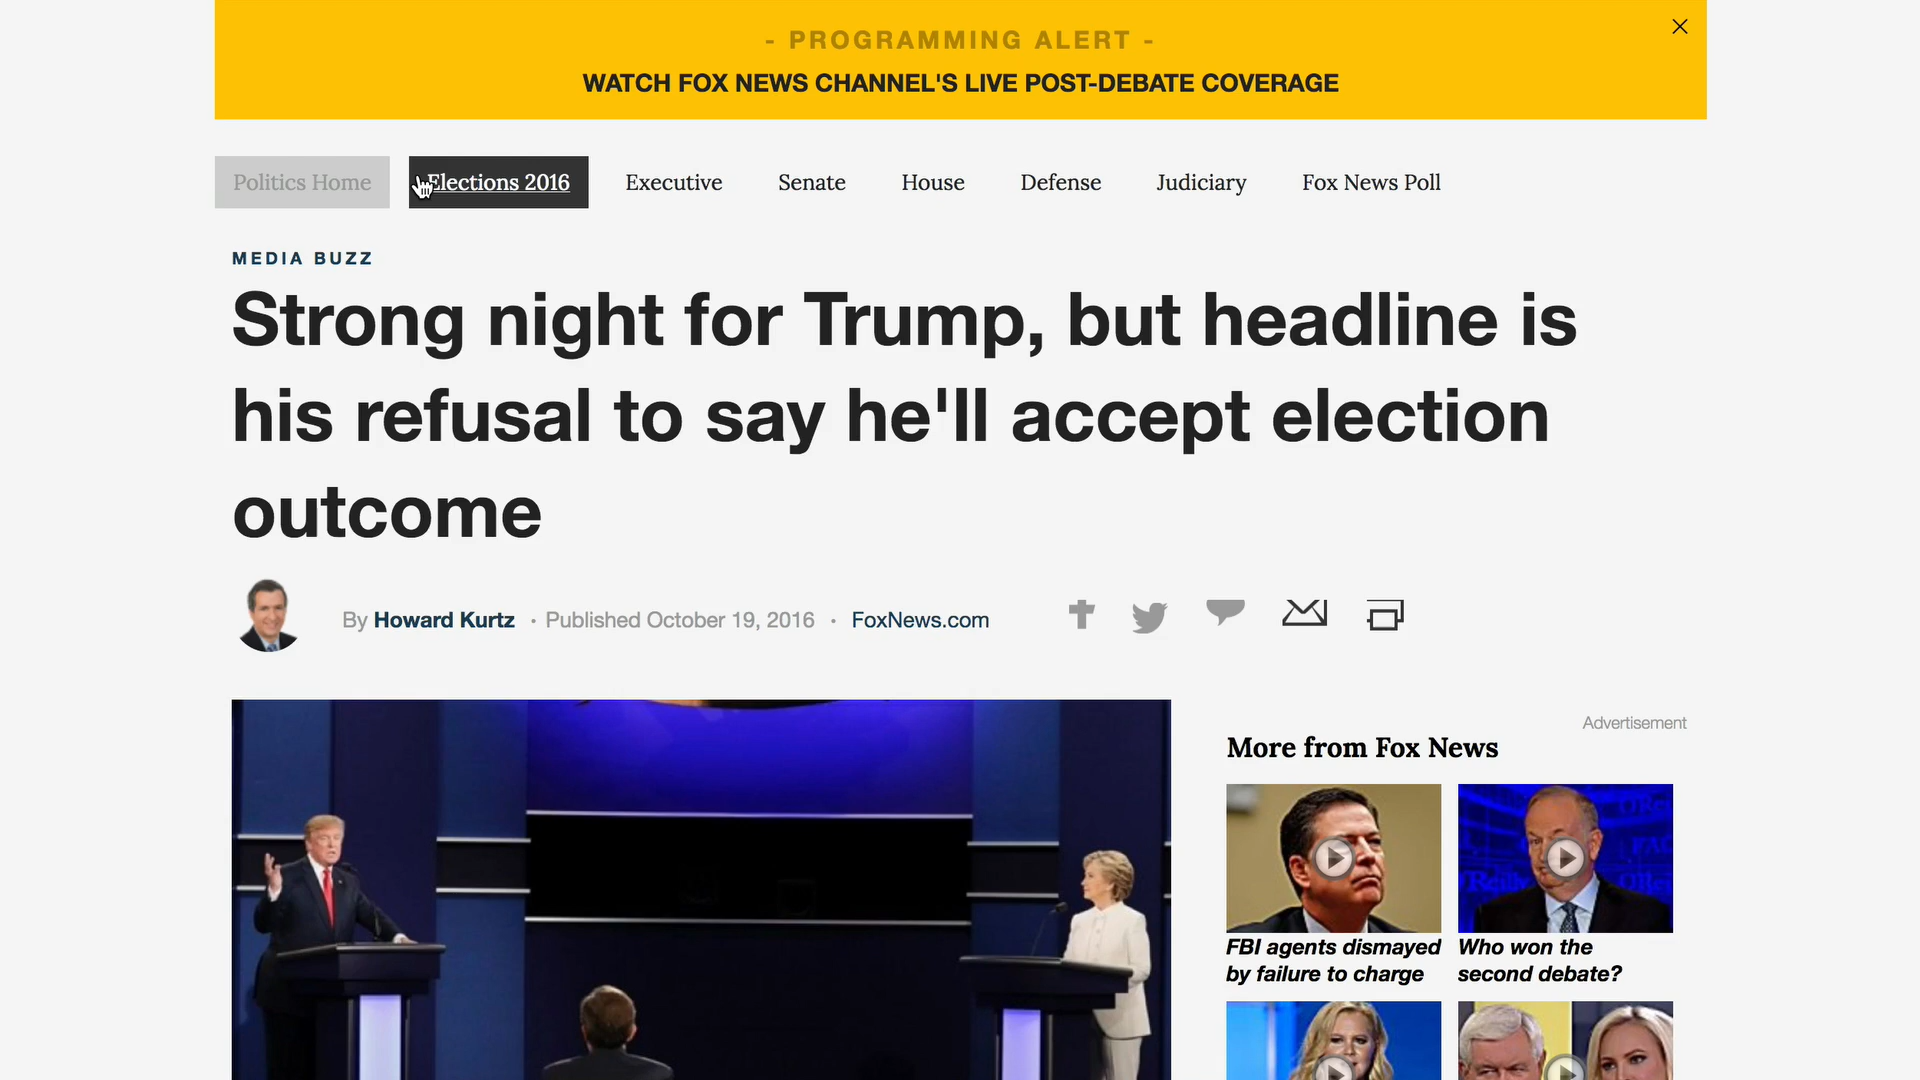 - PROGRAMMING ALERT -
WATCH FOX NEWS CHANNEL'S LIVE POST-DEBATE COVERAGE
Politics Home Elections 2016 Executive Senate House Defense Judiciary Fox News Poll
MEDIA BUZZ
Strong night for Trump, but headline is
his refusal to say he'll accept election
outcome
By Howard Kurtz · Published October 19, 2016 · FoxNews.com
Advertisement
More from Fox News
FBI agents dismayed
by failure to charge
Who won the
second debate?